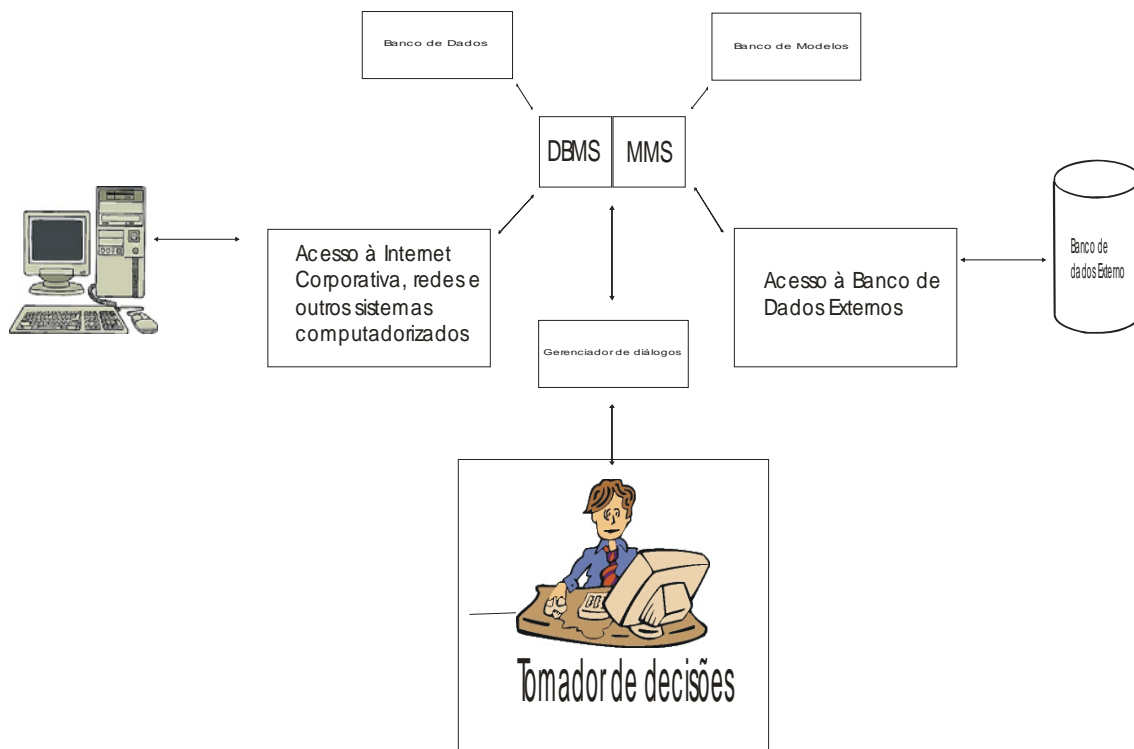 Banco de Dados
Banco de Modelos
DBMS
MMS
Acesso à Internet
Corporativa, redes e
outros sistemas
computadorizados
Acesso à Banco de
Dados Externos
Banco de
dados Externo
Gerenciador de diálogos
Tomador de decisões